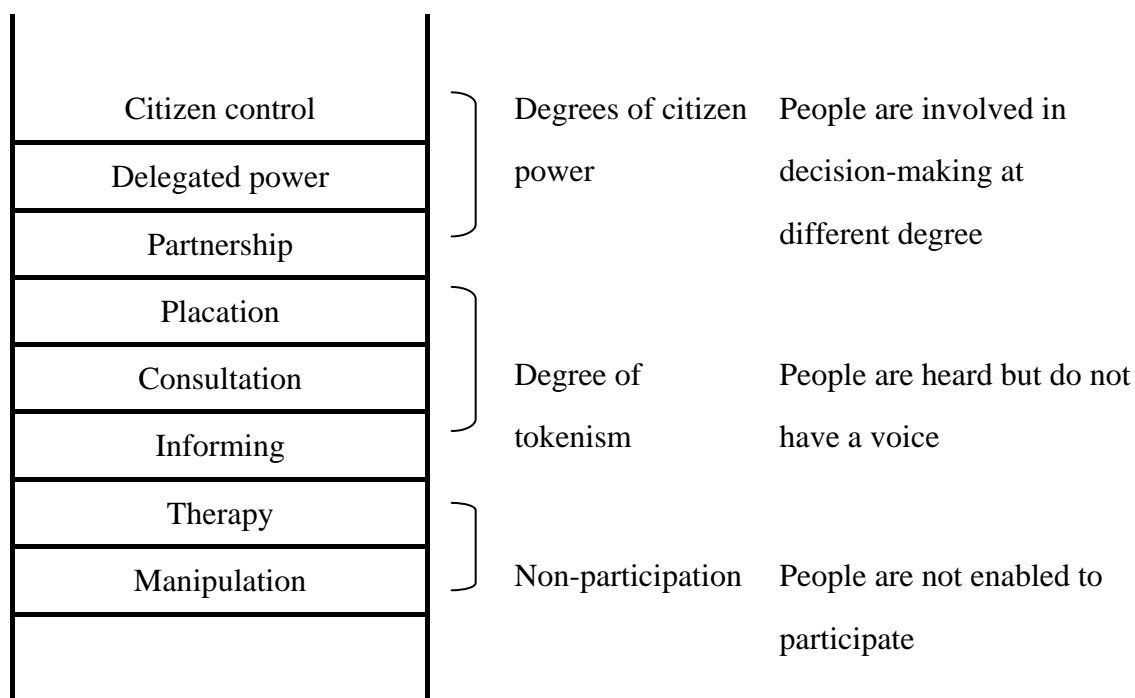 Citizen control
Delegated power
Partnership
Placation
Consultation
Informing
Therapy
Manipulation
Degrees of citizen
power
People are involved in
decision-making at
different degree
Degree of
tokenism
People are heard but do not
have a voice
Non-participation
People are not enabled to
participate